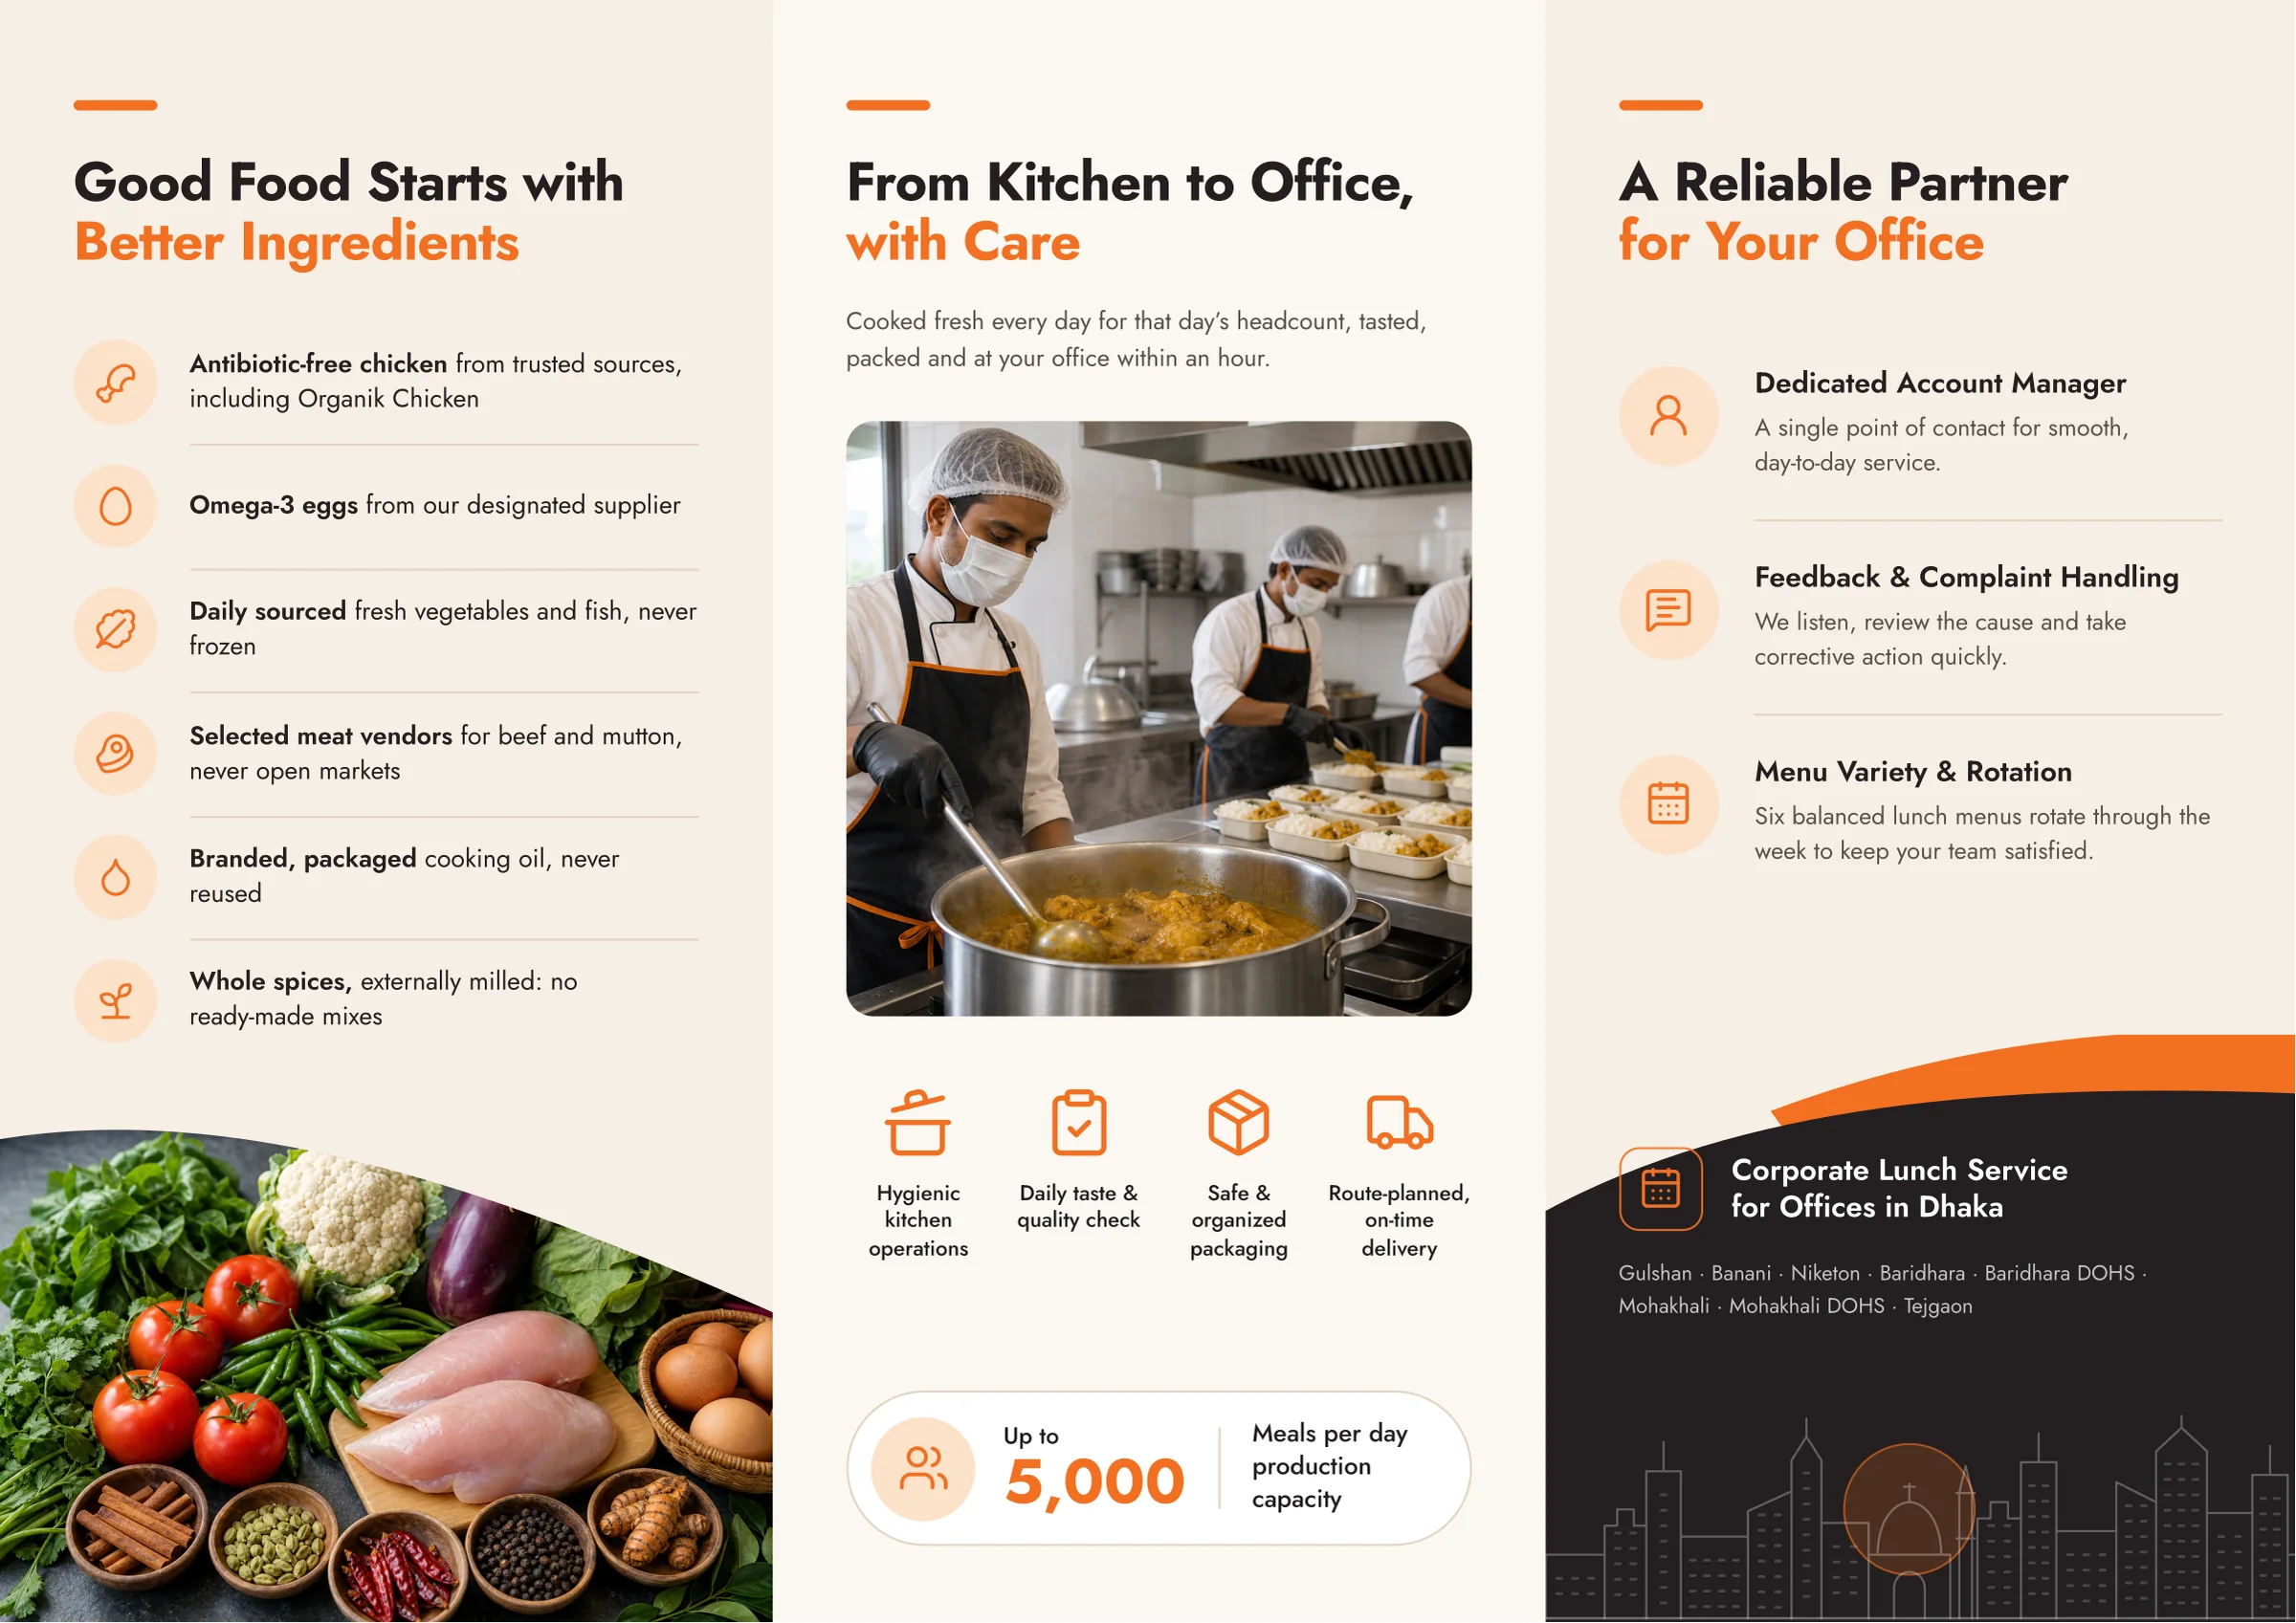 Good Food Starts with
Better Ingredients
Antibiotic-free chicken from trusted sources,
including Organik Chicken
Omega-3 eggs from our designated supplier
Daily sourced fresh vegetables and fish, never
frozen
Selected meat vendors for beef and mutton,
never open markets
Branded, packaged cooking oil, never
reused
Whole spices, externally milled: no
ready-made mixes
From Kitchen to Office,
with Care
Cooked fresh every day for that day’s headcount, tasted,
packed and at your office within an hour.
Hygienic
kitchen
operations
Daily taste &
quality check
Safe &
organized
packaging
Route-planned,
on-time
delivery
Up to
5,000
Meals per day
production
capacity
A Reliable Partner
for Your Office
Dedicated Account Manager
A single point of contact for smooth,
day-to-day service.
Feedback & Complaint Handling
We listen, review the cause and take
corrective action quickly.
Menu Variety & Rotation
Six balanced lunch menus rotate through the
week to keep your team satisfied.
Corporate Lunch Service
for Offices in Dhaka
Gulshan · Banani · Niketon · Baridhara · Baridhara DOHS ·
Mohakhali · Mohakhali DOHS · Tejgaon